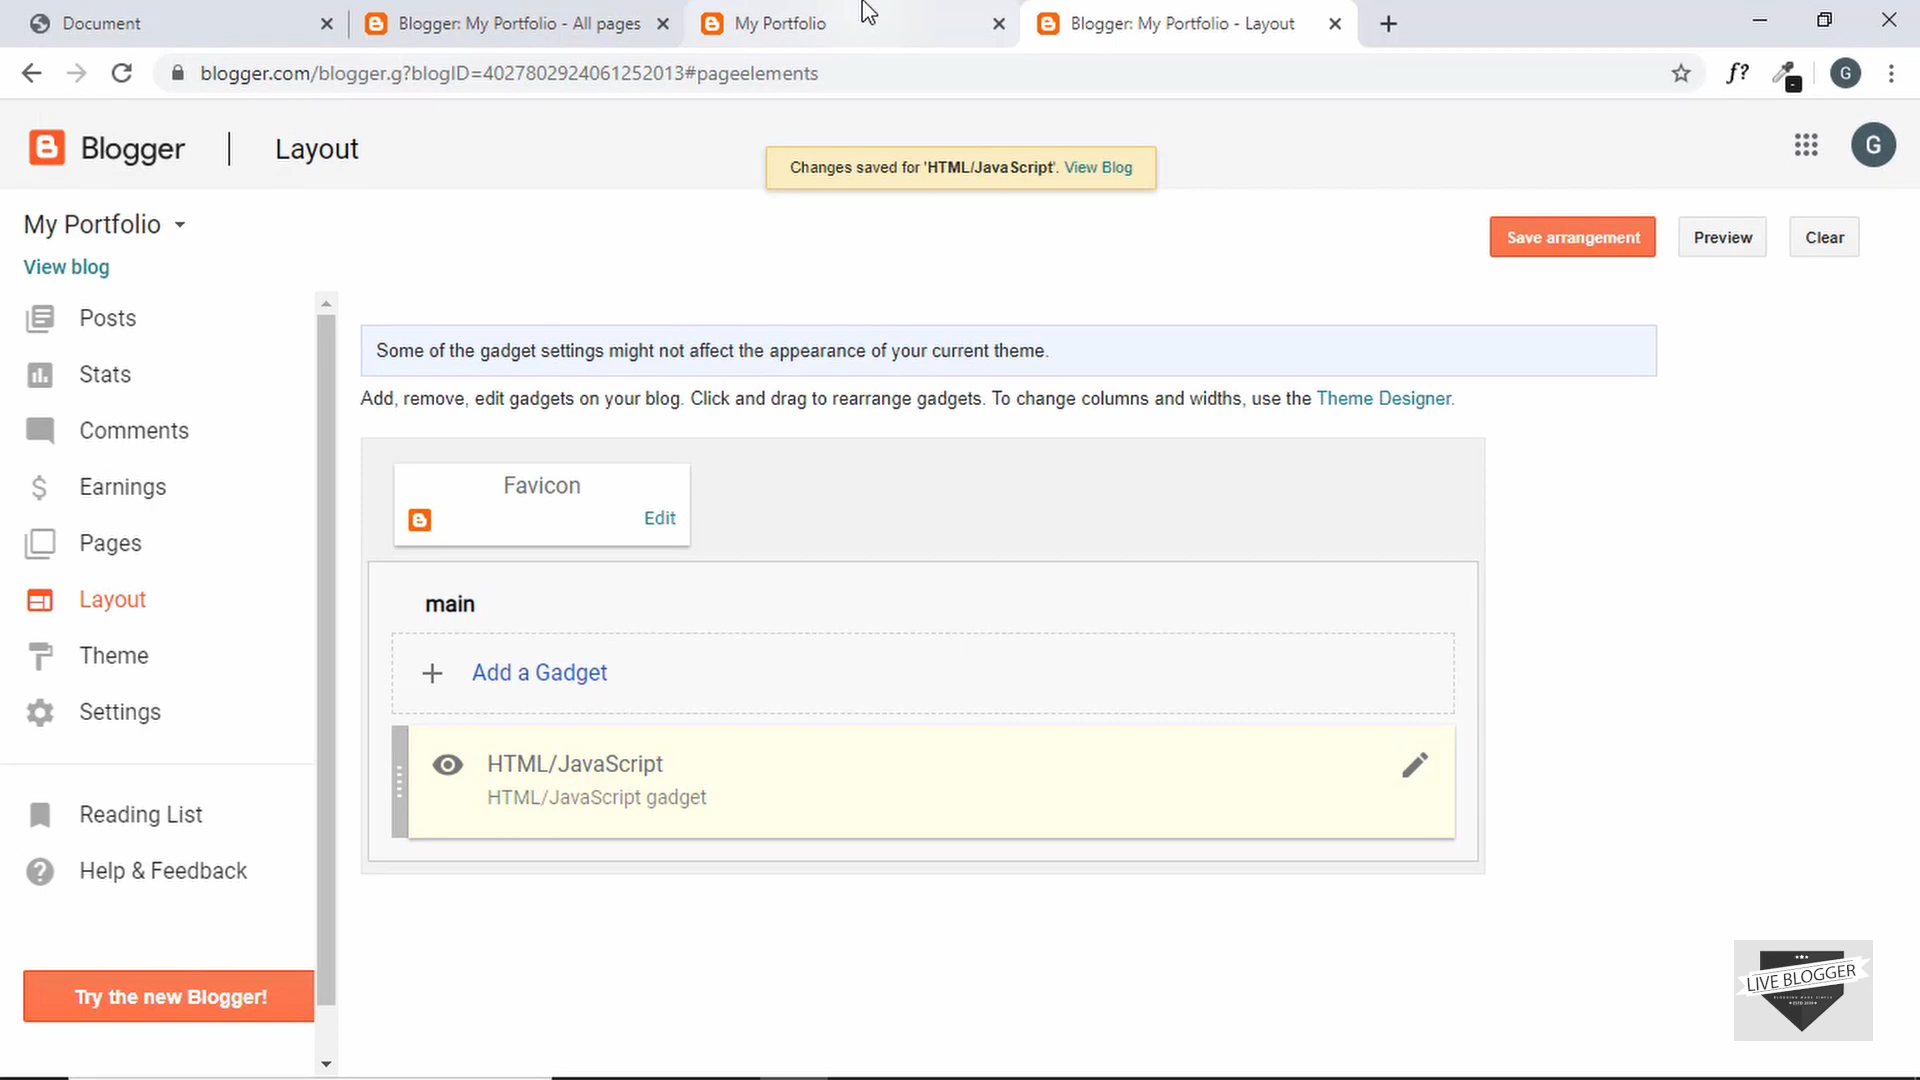 Document
Blogger: My Portfolio - All pages
My Portfolio
Blogger: My Portfolio - Layout
blogger.com/blogger.g?blogID=4027802924061252013#pageelements
f?
G
Blogger
Layout
Changes saved for 'HTML/JavaScript'. View Blog
G
My Portfolio
View blog
Save arrangement
Preview
Clear
Posts
Stats
Comments
Earnings
Pages
Layout
Theme
Settings
Reading List
Help & Feedback
Try the new Blogger!
Some of the gadget settings might not affect the appearance of your current theme.
Add, remove, edit gadgets on your blog. Click and drag to rearrange gadgets. To change columns and widths, use the Theme Designer.
Favicon
Edit
main
Add a Gadget
HTML/JavaScript
HTML/JavaScript gadget
LIVE BLOGGER